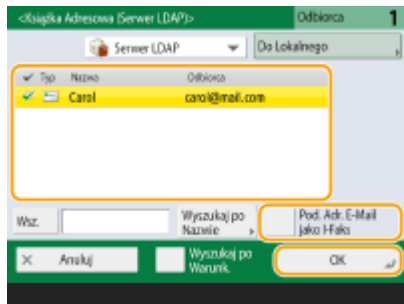 <Książka Adresowa (Serwer LDAP)> Odbiorca 1
Serwer LDAP Do Lokalnego
Typ Nazwa Odbiorca
Carol carol@mail.com
Wsz. Wyszukaj po Nazwie Pod. Adr. E-Mail jako I-Faks
Anuluj Wyszukaj po Warunk. OK